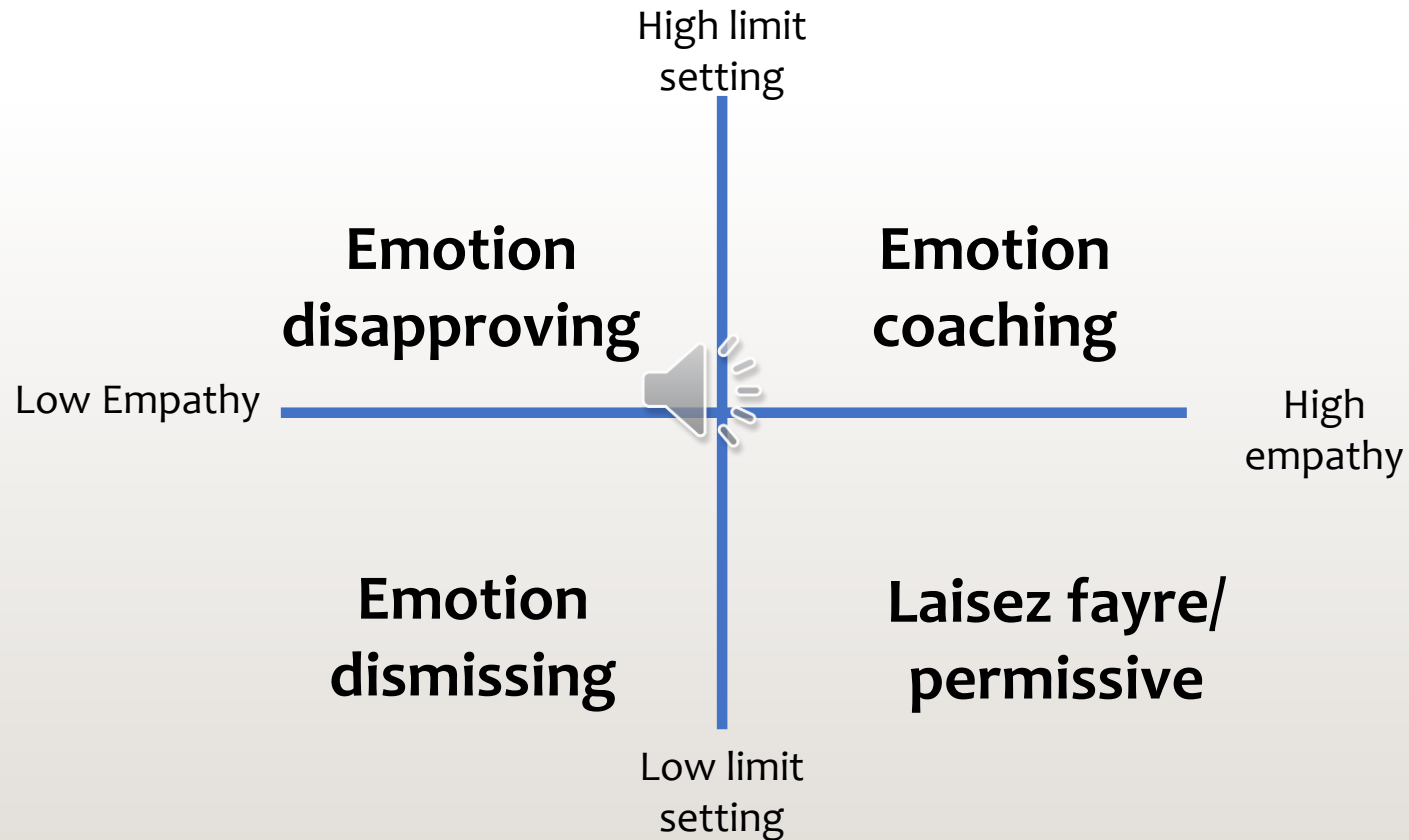 High limit
setting
Emotion
disapproving
Emotion
coaching
Low Empathy
High
empathy
Emotion
dismissing
Laisez fayre/
permissive
Low limit
setting